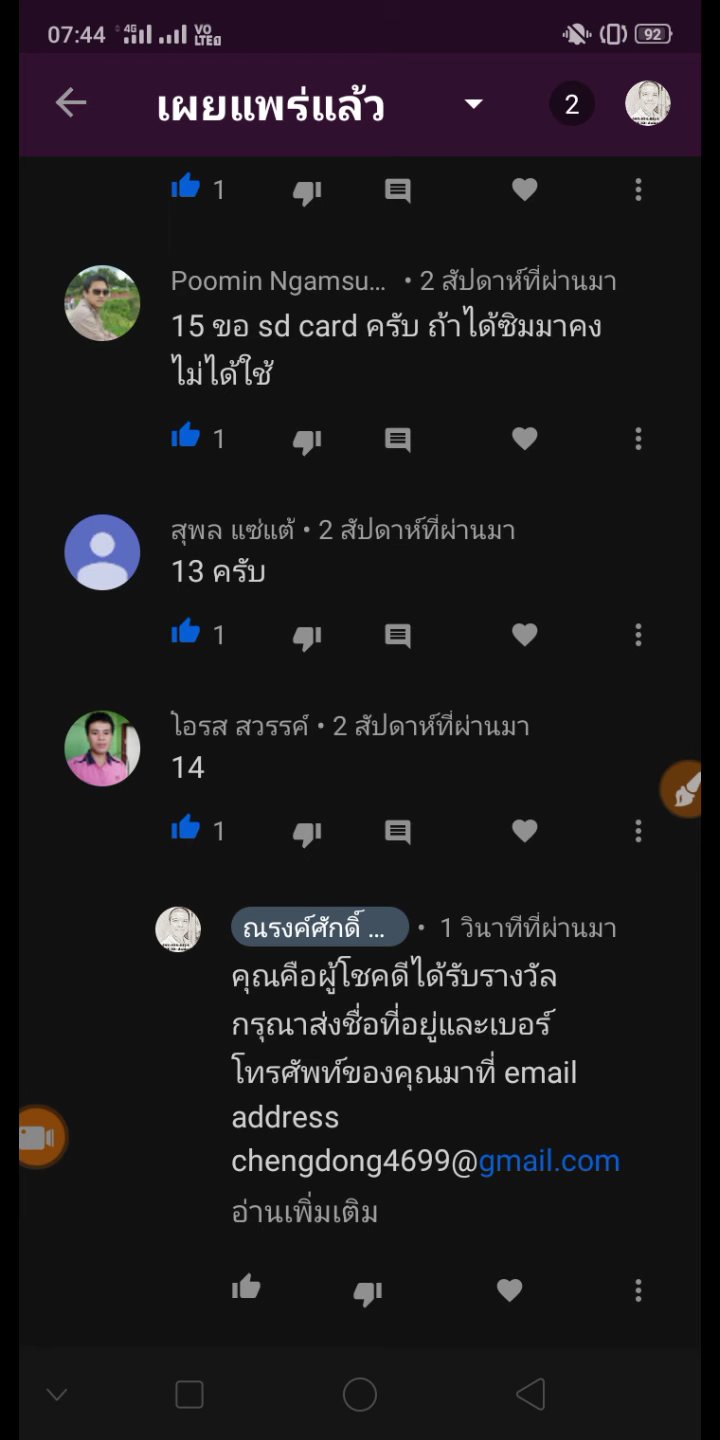 07:44 4G VO LTE 92
เผยแพร่แล้ว 2
1
Poomin Ngamsu... • 2 สัปดาห์ที่ผ่านมา
15 ขอ sd card ครับ ถ้าได้ซิมมาคง
ไม่ได้ใช้
1
สุพล แซ่แต้ • 2 สัปดาห์ที่ผ่านมา
13 ครับ
1
โอรส สวรรค์ • 2 สัปดาห์ที่ผ่านมา
14
1
ณรงค์ศักดิ์ ... • 1 วินาทีที่ผ่านมา
คุณคือผู้โชคดีได้รับรางวัล
กรุณาส่งชื่อที่อยู่และเบอร์
โทรศัพท์ของคุณมาที่ email
address
chengdong4699@gmail.com
อ่านเพิ่มเติม